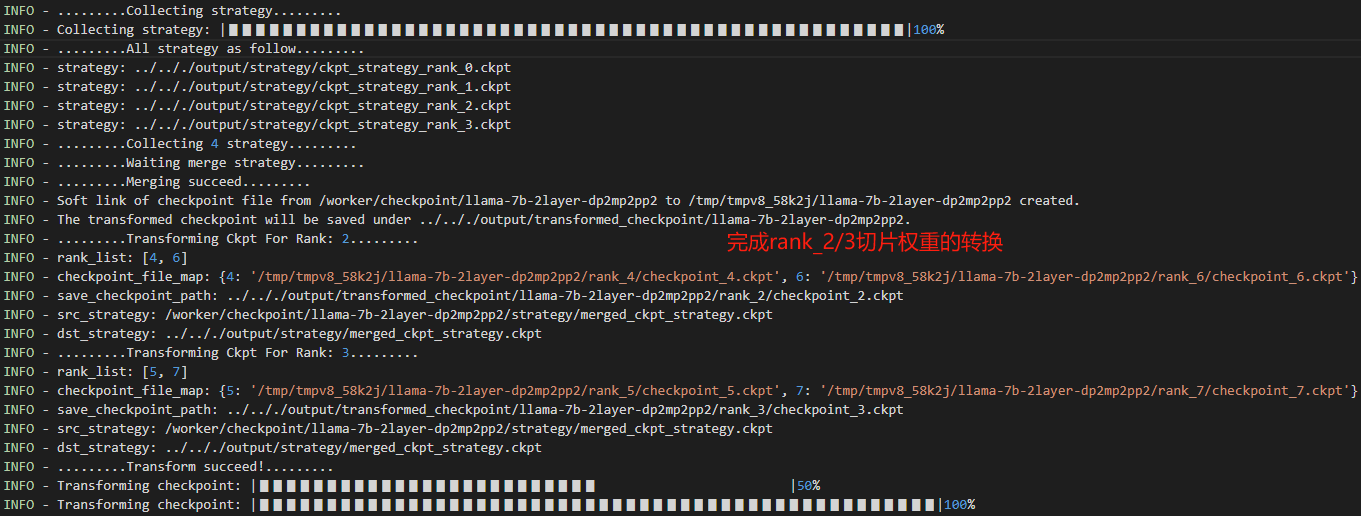 INFO - .........Collecting strategy.........
INFO - Collecting strategy: |██████████████████████████████████████████████████|100%
INFO - .........All strategy as follow.........
INFO - strategy: ../../../output/strategy/ckpt_strategy_rank_0.ckpt
INFO - strategy: ../../../output/strategy/ckpt_strategy_rank_1.ckpt
INFO - strategy: ../../../output/strategy/ckpt_strategy_rank_2.ckpt
INFO - strategy: ../../../output/strategy/ckpt_strategy_rank_3.ckpt
INFO - .........Collecting 4 strategy.........
INFO - .........Waiting merge strategy.........
INFO - .........Merging succeed.........
INFO - Soft link of checkpoint file from /worker/checkpoint/llama-7b-2layer-dp2mp2pp2 to /tmp/tmpv8_58k2j/llama-7b-2layer-dp2mp2pp2 created.
INFO - The transformed checkpoint will be saved under ../../../output/transformed_checkpoint/llama-7b-2layer-dp2mp2pp2.
INFO - .........Transforming Ckpt For Rank: 2.........
完成rank_2/3切片权重的转换
INFO - rank_list: [4, 6]
INFO - checkpoint_file_map: {4: '/tmp/tmpv8_58k2j/llama-7b-2layer-dp2mp2pp2/rank_4/checkpoint_4.ckpt', 6: '/tmp/tmpv8_58k2j/llama-7b-2layer-dp2mp2pp2/rank_6/checkpoint_6.ckpt'}
INFO - save_checkpoint_path: ../../../output/transformed_checkpoint/llama-7b-2layer-dp2mp2pp2/rank_2/checkpoint_2.ckpt
INFO - src_strategy: /worker/checkpoint/llama-7b-2layer-dp2mp2pp2/strategy/merged_ckpt_strategy.ckpt
INFO - dst_strategy: ../../../output/strategy/merged_ckpt_strategy.ckpt
INFO - .........Transforming Ckpt For Rank: 3.........
INFO - rank_list: [5, 7]
INFO - checkpoint_file_map: {5: '/tmp/tmpv8_58k2j/llama-7b-2layer-dp2mp2pp2/rank_5/checkpoint_5.ckpt', 7: '/tmp/tmpv8_58k2j/llama-7b-2layer-dp2mp2pp2/rank_7/checkpoint_7.ckpt'}
INFO - save_checkpoint_path: ../../../output/transformed_checkpoint/llama-7b-2layer-dp2mp2pp2/rank_3/checkpoint_3.ckpt
INFO - src_strategy: /worker/checkpoint/llama-7b-2layer-dp2mp2pp2/strategy/merged_ckpt_strategy.ckpt
INFO - dst_strategy: ../../../output/strategy/merged_ckpt_strategy.ckpt
INFO - .........Transform succeed!.........
INFO - Transforming checkpoint: |█████████████████████████ |50%
INFO - Transforming checkpoint: |██████████████████████████████████████████████████|100%